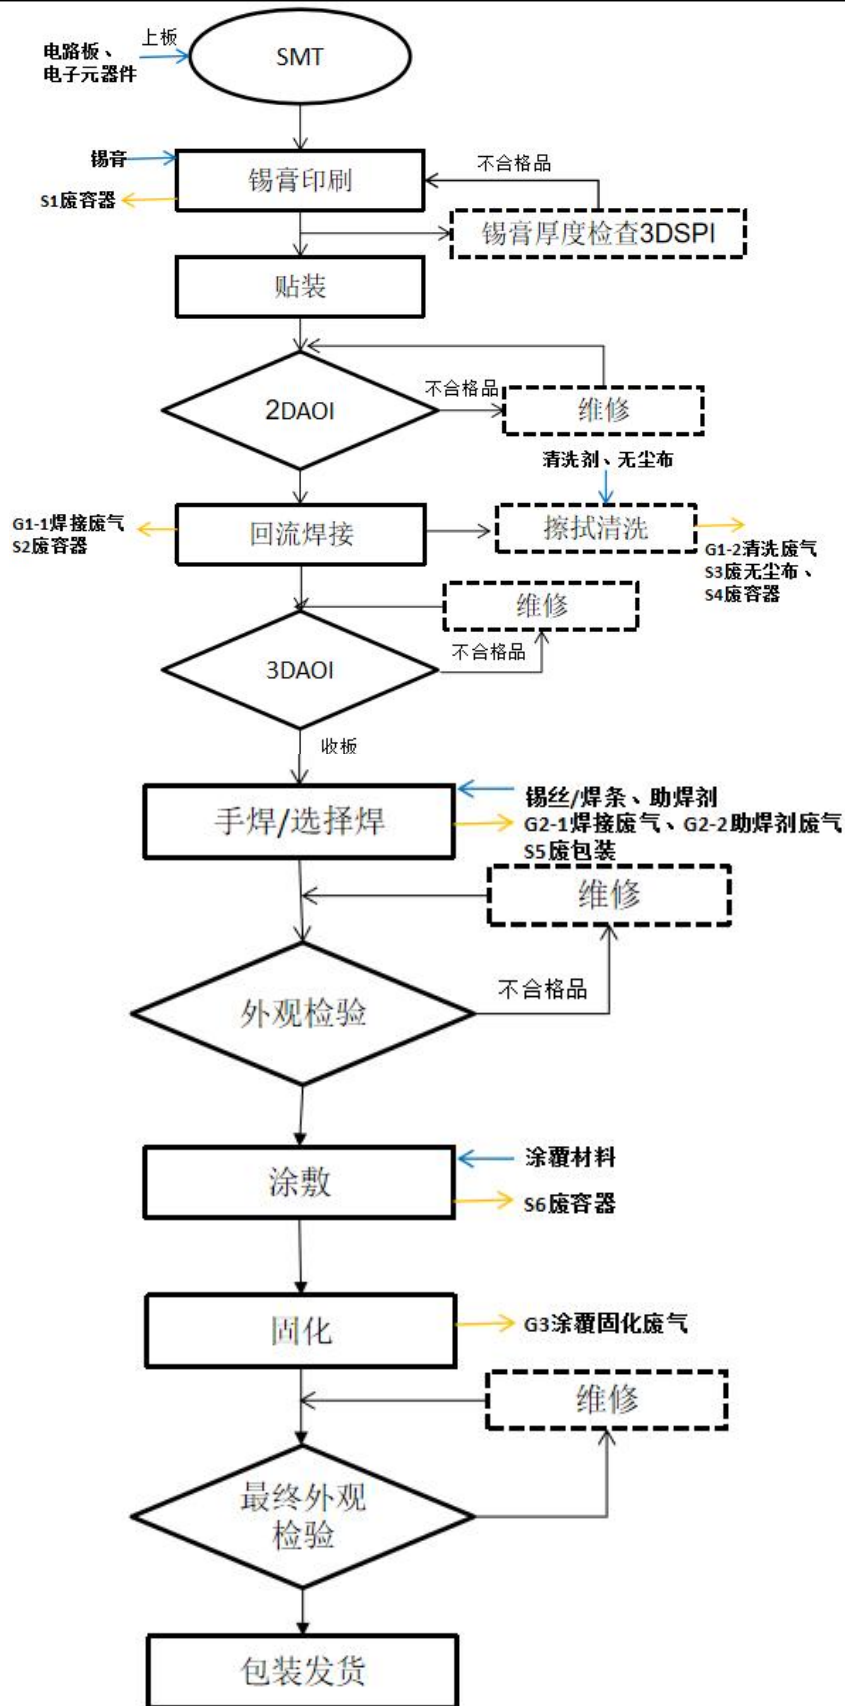 上板
电路板、
电子元器件
SMT
锡膏
S1废容器
锡膏印刷
不合格品
锡膏厚度检查3DSPI
贴装
2DAOI
不合格品
维修
清洗剂、无尘布
G1-1焊接废气
S2废容器
回流焊接
擦拭清洗
G1-2清洗废气
S3废无尘布、
S4废容器
维修
不合格品
3DAOI
收板
手焊/选择焊
锡丝/焊条、助焊剂
G2-1焊接废气、G2-2助焊剂废气
S5废包装
维修
不合格品
外观检验
涂敷
涂覆材料
S6废容器
固化
G3涂覆固化废气
维修
最终外观
检验
包装发货